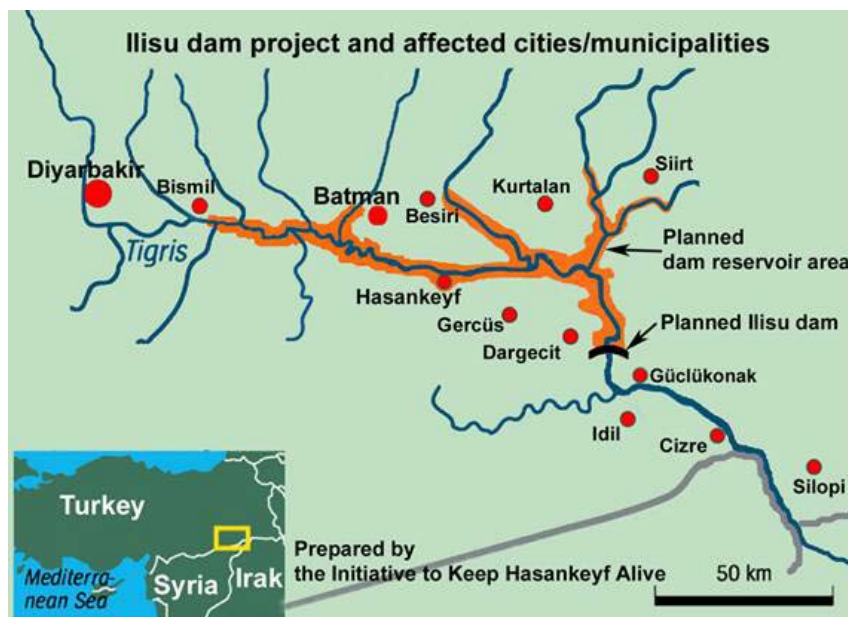 Ilisu dam project and affected cities/municipalities
Diyarbakir
Bismil
Batman
Besiri
Kurtalan
Siirt
Tigris
Planned
dam reservoir area
Hasankeyf
Gercüs
Planned Ilisu dam
Dargecit
Güclükonak
Idil
Cizre
Silopi
Turkey
Mediterra-
nean Sea
Syria
Irak
Prepared by
the Initiative to Keep Hasankeyf Alive
50 km